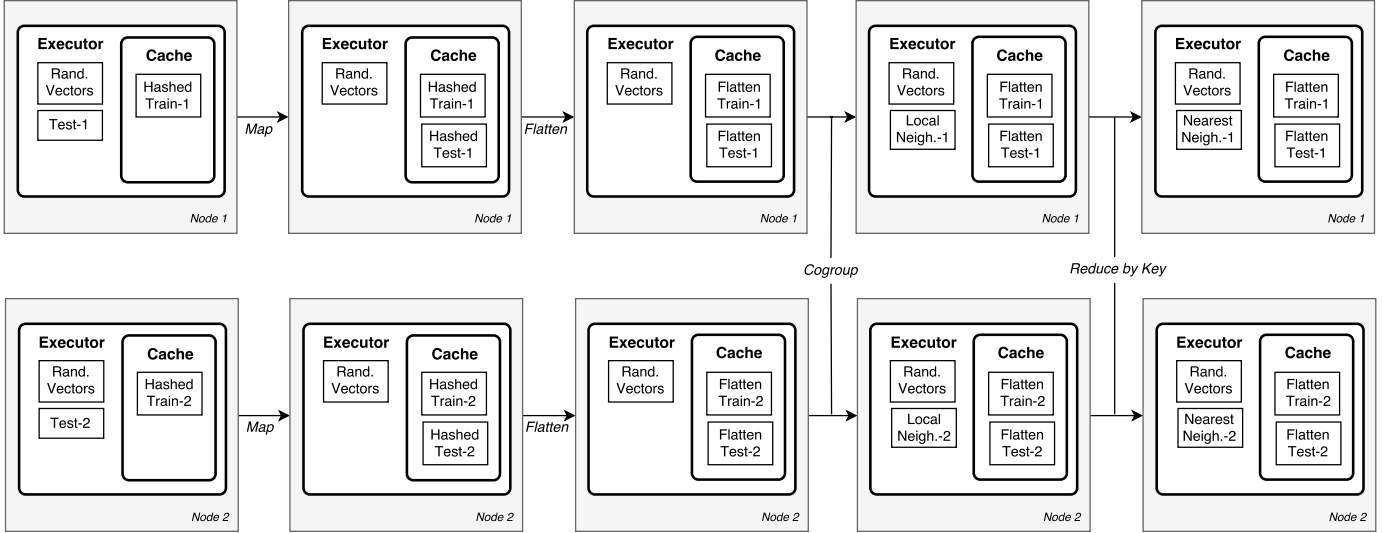 Executor
Cache
Rand.
Vectors
Test-1
Hashed
Train-1
Node 1
Map
Executor
Cache
Rand.
Vectors
Hashed
Train-1
Hashed
Test-1
Node 1
Flatten
Executor
Cache
Rand.
Vectors
Flatten
Train-1
Flatten
Test-1
Node 1
Executor
Cache
Rand.
Vectors
Local
Neigh.-1
Flatten
Train-1
Flatten
Test-1
Node 1
Executor
Cache
Rand.
Vectors
Nearest
Neigh.-1
Flatten
Train-1
Flatten
Test-1
Node 1
Cogroup
Reduce by Key
Executor
Cache
Rand.
Vectors
Test-2
Hashed
Train-2
Node 2
Map
Executor
Cache
Rand.
Vectors
Hashed
Train-2
Hashed
Test-2
Node 2
Flatten
Executor
Cache
Rand.
Vectors
Flatten
Train-2
Flatten
Test-2
Node 2
Executor
Cache
Rand.
Vectors
Local
Neigh.-2
Flatten
Train-2
Flatten
Test-2
Node 2
Executor
Cache
Rand.
Vectors
Nearest
Neigh.-2
Flatten
Train-2
Flatten
Test-2
Node 2